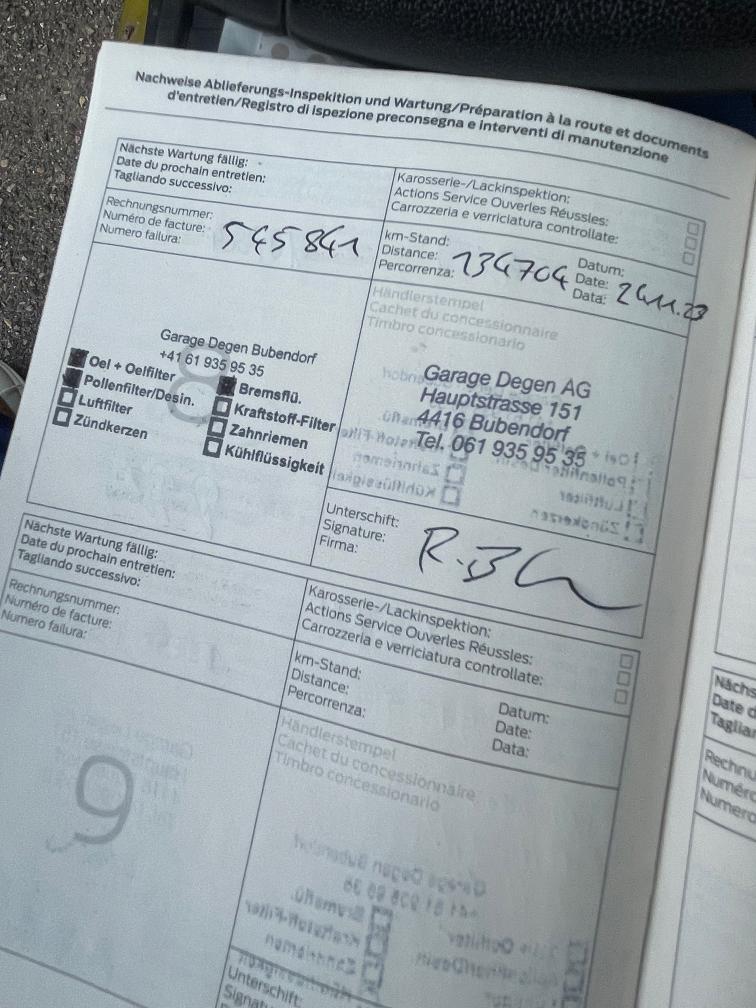 Nachweise Ablieferungs-Inspekition und Wartung/Préparation à la route et documents
d'entretien/Registro di ispezione preconsegna e interventi di manutenzione
Nächste Wartung fällig:
Date du prochain entretien:
Tagliando successivo:
Karosserie-/Lackinspektion:
Actions Service Ouverles Réussles:
Carrozzeria e verriciatura controllate:
Rechnungsnummer:
Numéro de facture:
Numero failura:
545841
km-Stand:
Distance:
Percorrenza:
134704
Datum:
Date:
Data:
24.11.23
8
Garage Degen Bubendorf
+41 61 935 95 35
Oel + Oelfilter
Pollenfilter/Desin.
Luftfilter
Zündkerzen
Bremsflü.
Kraftstoff-Filter
Zahnriemen
Kühlflüssigkeit
Händlerstempel
Cachet du concessionnaire
Timbro concessionario
Garage Degen AG
Hauptstrasse 151
4416 Bubendorf
Tel. 061 935 95 35
Unterschift:
Signature:
Firma:
Nächste Wartung fällig:
Date du prochain entretien:
Tagliando successivo:
Karosserie-/Lackinspektion:
Actions Service Ouverles Réussles:
Carrozzeria e verriciatura controllate:
Rechnungsnummer:
Numéro de facture:
Numero failura:
km-Stand:
Distance:
Percorrenza:
Datum:
Date:
Data:
9
Händlerstempel
Cachet du concessionnaire
Timbro concessionario
Unterschift: